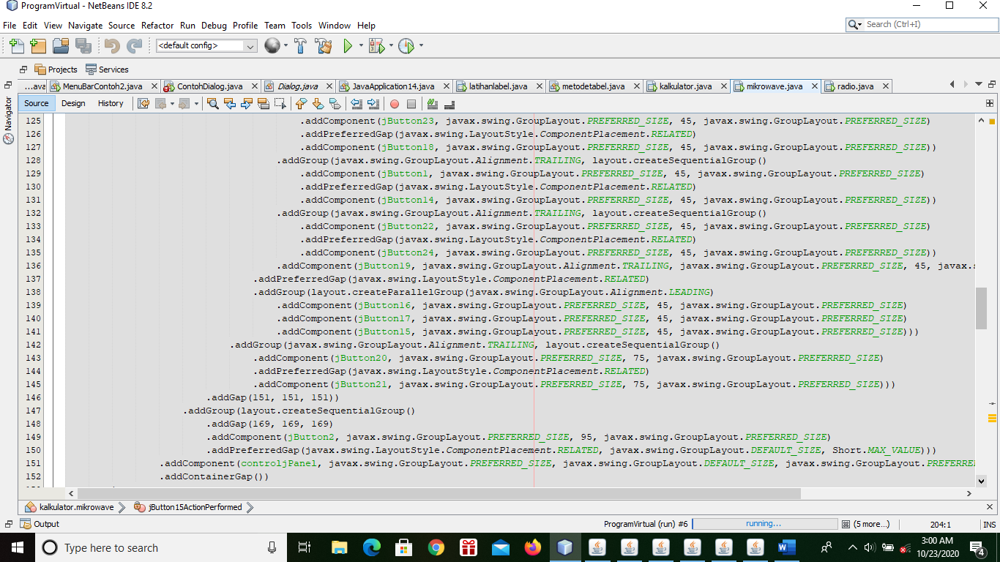 ProgramVirtual - NetBeans IDE 8.2
File Edit View Navigate Source Refactor Run Debug Profile Team Tools Window Help
Search (Ctrl+I)
<default config>
Projects Services
...ava MenuBarContoh2.java ContohDialog.java Dialog.java JavaApplication14.java latihanlabel.java metodetabel.java kalkulator.java mikrowave.java radio.java
Navigator
Source Design History
125 .addComponent(jButton23, javax.swing.GroupLayout.PREFERRED_SIZE, 45, javax.swing.GroupLayout.PREFERRED_SIZE)
126 .addPreferredGap(javax.swing.LayoutStyle.ComponentPlacement.RELATED)
127 .addComponent(jButton18, javax.swing.GroupLayout.PREFERRED_SIZE, 45, javax.swing.GroupLayout.PREFERRED_SIZE))
128 .addGroup(javax.swing.GroupLayout.Alignment.TRAILING, layout.createSequentialGroup()
129 .addComponent(jButton1, javax.swing.GroupLayout.PREFERRED_SIZE, 45, javax.swing.GroupLayout.PREFERRED_SIZE)
130 .addPreferredGap(javax.swing.LayoutStyle.ComponentPlacement.RELATED)
131 .addComponent(jButton14, javax.swing.GroupLayout.PREFERRED_SIZE, 45, javax.swing.GroupLayout.PREFERRED_SIZE))
132 .addGroup(javax.swing.GroupLayout.Alignment.TRAILING, layout.createSequentialGroup()
133 .addComponent(jButton22, javax.swing.GroupLayout.PREFERRED_SIZE, 45, javax.swing.GroupLayout.PREFERRED_SIZE)
134 .addPreferredGap(javax.swing.LayoutStyle.ComponentPlacement.RELATED)
135 .addComponent(jButton24, javax.swing.GroupLayout.PREFERRED_SIZE, 45, javax.swing.GroupLayout.PREFERRED_SIZE))
136 .addComponent(jButton19, javax.swing.GroupLayout.Alignment.TRAILING, javax.swing.GroupLayout.PREFERRED_SIZE, 45, javax.s
137 .addPreferredGap(javax.swing.LayoutStyle.ComponentPlacement.RELATED)
138 .addGroup(layout.createParallelGroup(javax.swing.GroupLayout.Alignment.LEADING)
139 .addComponent(jButton16, javax.swing.GroupLayout.PREFERRED_SIZE, 45, javax.swing.GroupLayout.PREFERRED_SIZE)
140 .addComponent(jButton17, javax.swing.GroupLayout.PREFERRED_SIZE, 45, javax.swing.GroupLayout.PREFERRED_SIZE)
141 .addComponent(jButton15, javax.swing.GroupLayout.PREFERRED_SIZE, 45, javax.swing.GroupLayout.PREFERRED_SIZE)))
142 .addGroup(javax.swing.GroupLayout.Alignment.TRAILING, layout.createSequentialGroup()
143 .addComponent(jButton20, javax.swing.GroupLayout.PREFERRED_SIZE, 75, javax.swing.GroupLayout.PREFERRED_SIZE)
144 .addPreferredGap(javax.swing.LayoutStyle.ComponentPlacement.RELATED)
145 .addComponent(jButton21, javax.swing.GroupLayout.PREFERRED_SIZE, 75, javax.swing.GroupLayout.PREFERRED_SIZE)))
146 .addGap(151, 151, 151))
147 .addGroup(layout.createSequentialGroup()
148 .addGap(169, 169, 169)
149 .addComponent(jButton2, javax.swing.GroupLayout.PREFERRED_SIZE, 95, javax.swing.GroupLayout.PREFERRED_SIZE)
150 .addPreferredGap(javax.swing.LayoutStyle.ComponentPlacement.RELATED, javax.swing.GroupLayout.DEFAULT_SIZE, Short.MAX_VALUE)))
151 .addComponent(controljPanel, javax.swing.GroupLayout.PREFERRED_SIZE, javax.swing.GroupLayout.DEFAULT_SIZE, javax.swing.GroupLayout.PREFERRE
152 .addContainerGap())
kalkulator.mikrowave jButton15ActionPerformed
Output ProgramVirtual (run) #6 running... (5 more...) 204:1 INS
Type here to search
3:00 AM
10/23/2020
4